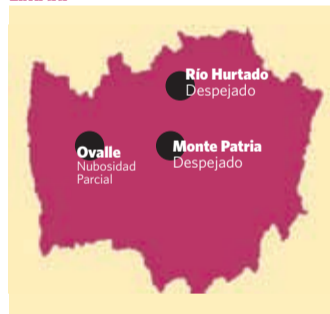 Río Hurtado
Despejado
Ovalle
Nubosidad
Parcial
Monte Patria
Despejado